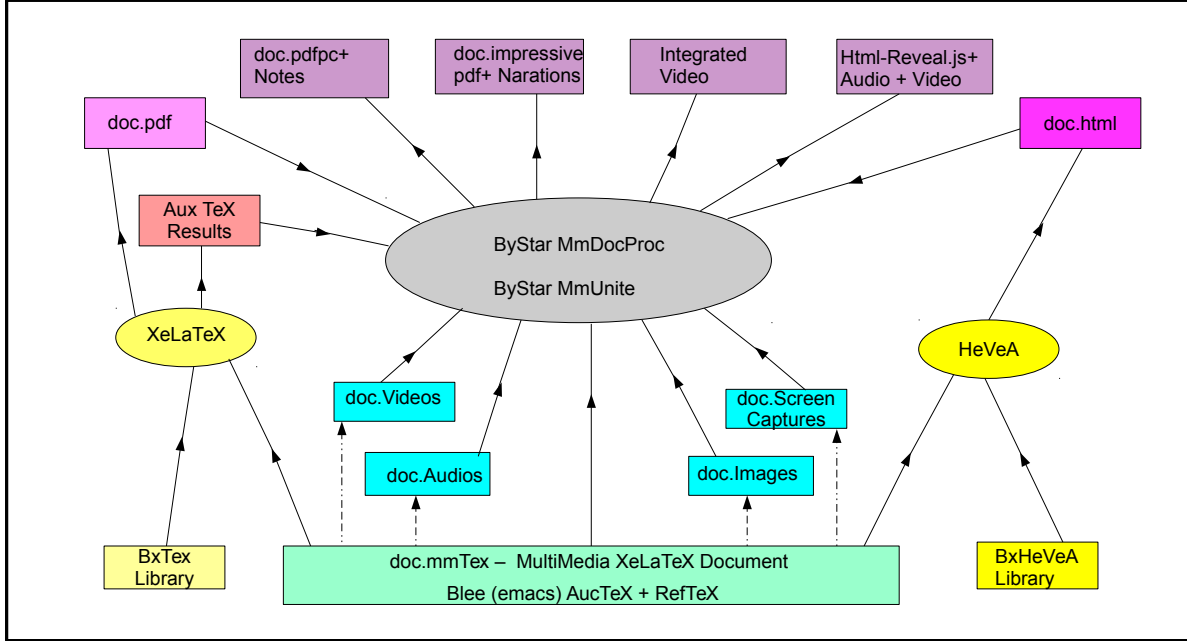 doc.pdfpc+
Notes
doc.impressive
pdf+ Narations
Integrated
Video
Html-Reveal.js+
Audio + Video
doc.pdf
doc.html
Aux TeX
Results
ByStar MmDocProc
ByStar MmUnite
XeLaTeX
HeVeA
doc.Videos
doc.Screen
Captures
doc.Audios
doc.Images
BxTex
Library
doc.mmTex – MultiMedia XeLaTeX Document
Blee (emacs) AucTeX + RefTeX
BxHeVeA
Library